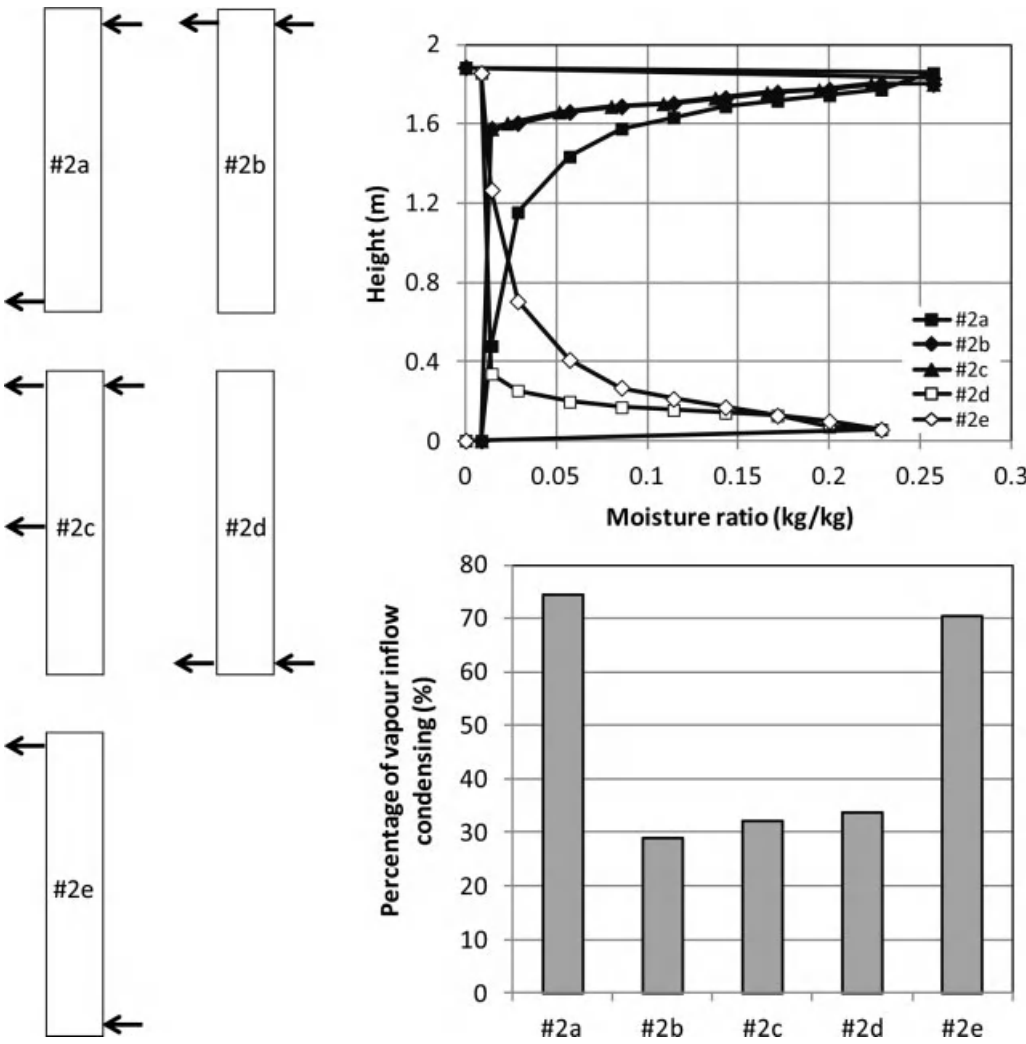 #2a
#2b
#2c
#2d
#2e
2
1.6
1.2
0.8
0.4
0
Height (m)
#2a
#2b
#2c
#2d
#2e
0 0.05 0.1 0.15 0.2 0.25 0.3
Moisture ratio (kg/kg)
80
70
60
50
40
30
20
10
0
Percentage of vapour inflow
condensing (%)
#2a #2b #2c #2d #2e